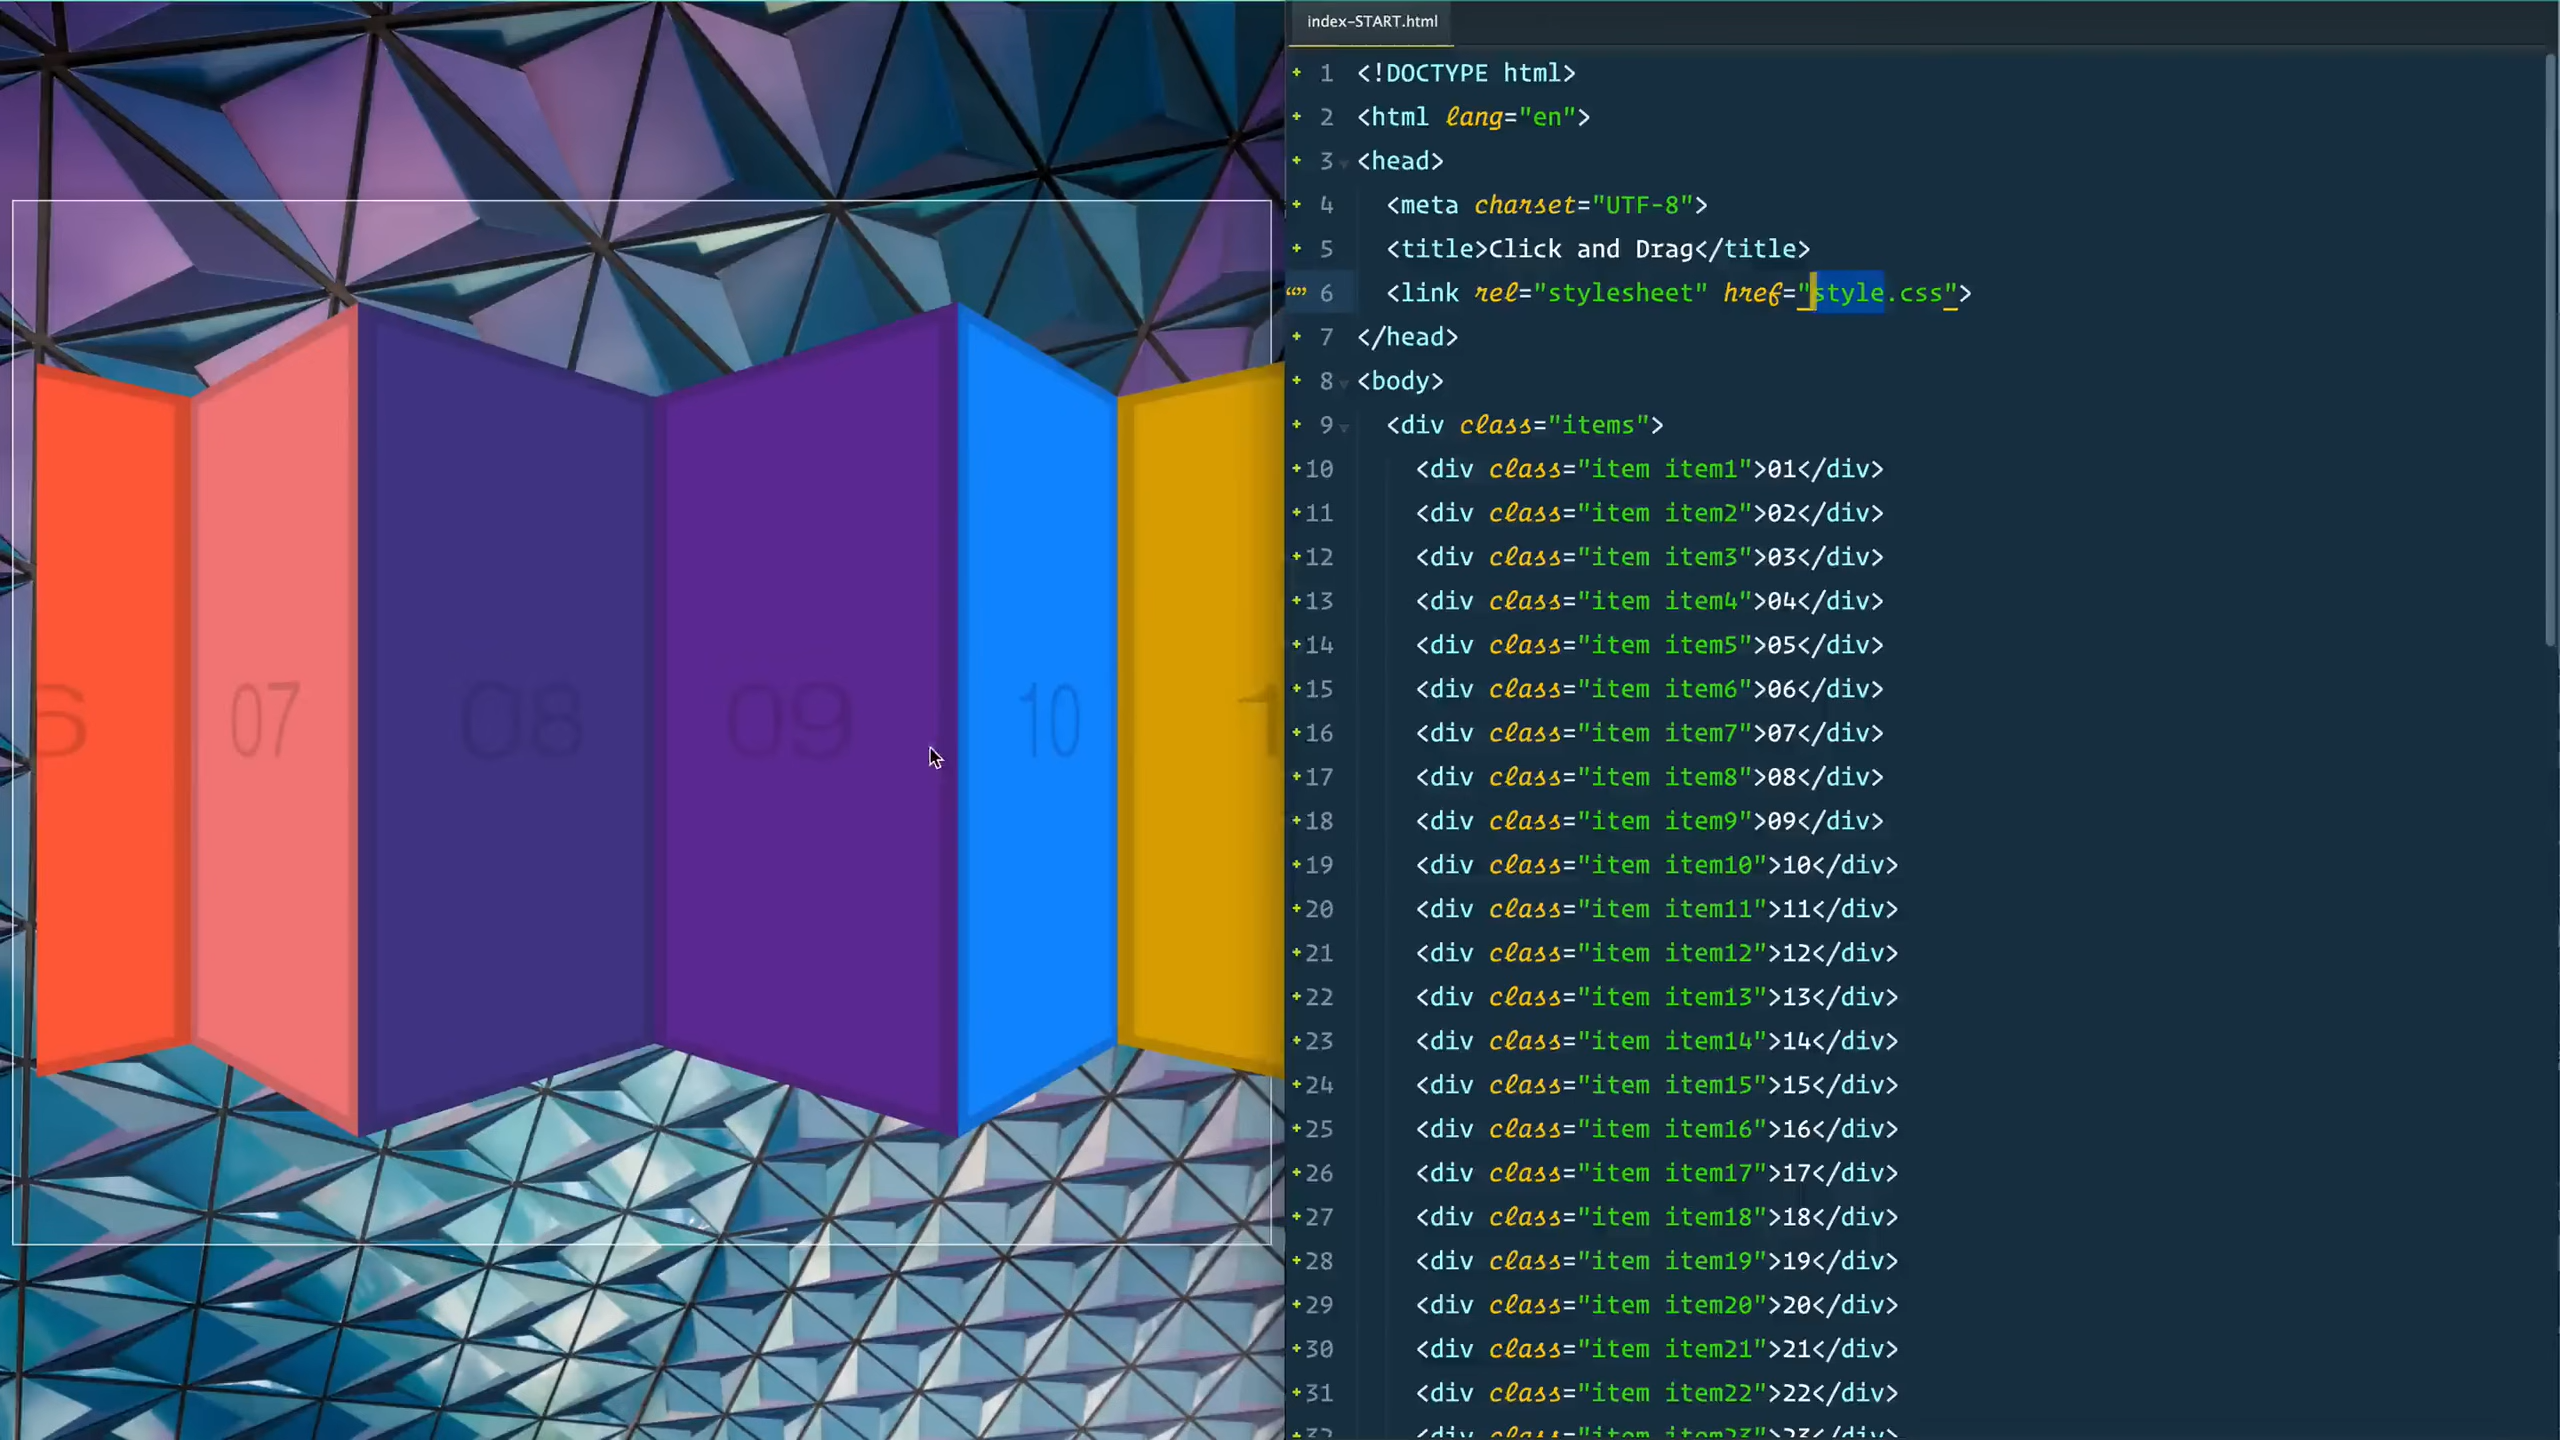 6
07
08
09
10
1
index-START.html
1 <!DOCTYPE html>
2 <html lang="en">
3 <head>
4 <meta charset="UTF-8">
5 <title>Click and Drag</title>
6 <link rel="stylesheet" href="style.css">
7 </head>
8 <body>
9 <div class="items">
10 <div class="item item1">01</div>
11 <div class="item item2">02</div>
12 <div class="item item3">03</div>
13 <div class="item item4">04</div>
14 <div class="item item5">05</div>
15 <div class="item item6">06</div>
16 <div class="item item7">07</div>
17 <div class="item item8">08</div>
18 <div class="item item9">09</div>
19 <div class="item item10">10</div>
20 <div class="item item11">11</div>
21 <div class="item item12">12</div>
22 <div class="item item13">13</div>
23 <div class="item item14">14</div>
24 <div class="item item15">15</div>
25 <div class="item item16">16</div>
26 <div class="item item17">17</div>
27 <div class="item item18">18</div>
28 <div class="item item19">19</div>
29 <div class="item item20">20</div>
30 <div class="item item21">21</div>
31 <div class="item item22">22</div>
32 <div class="item item23">23</div>